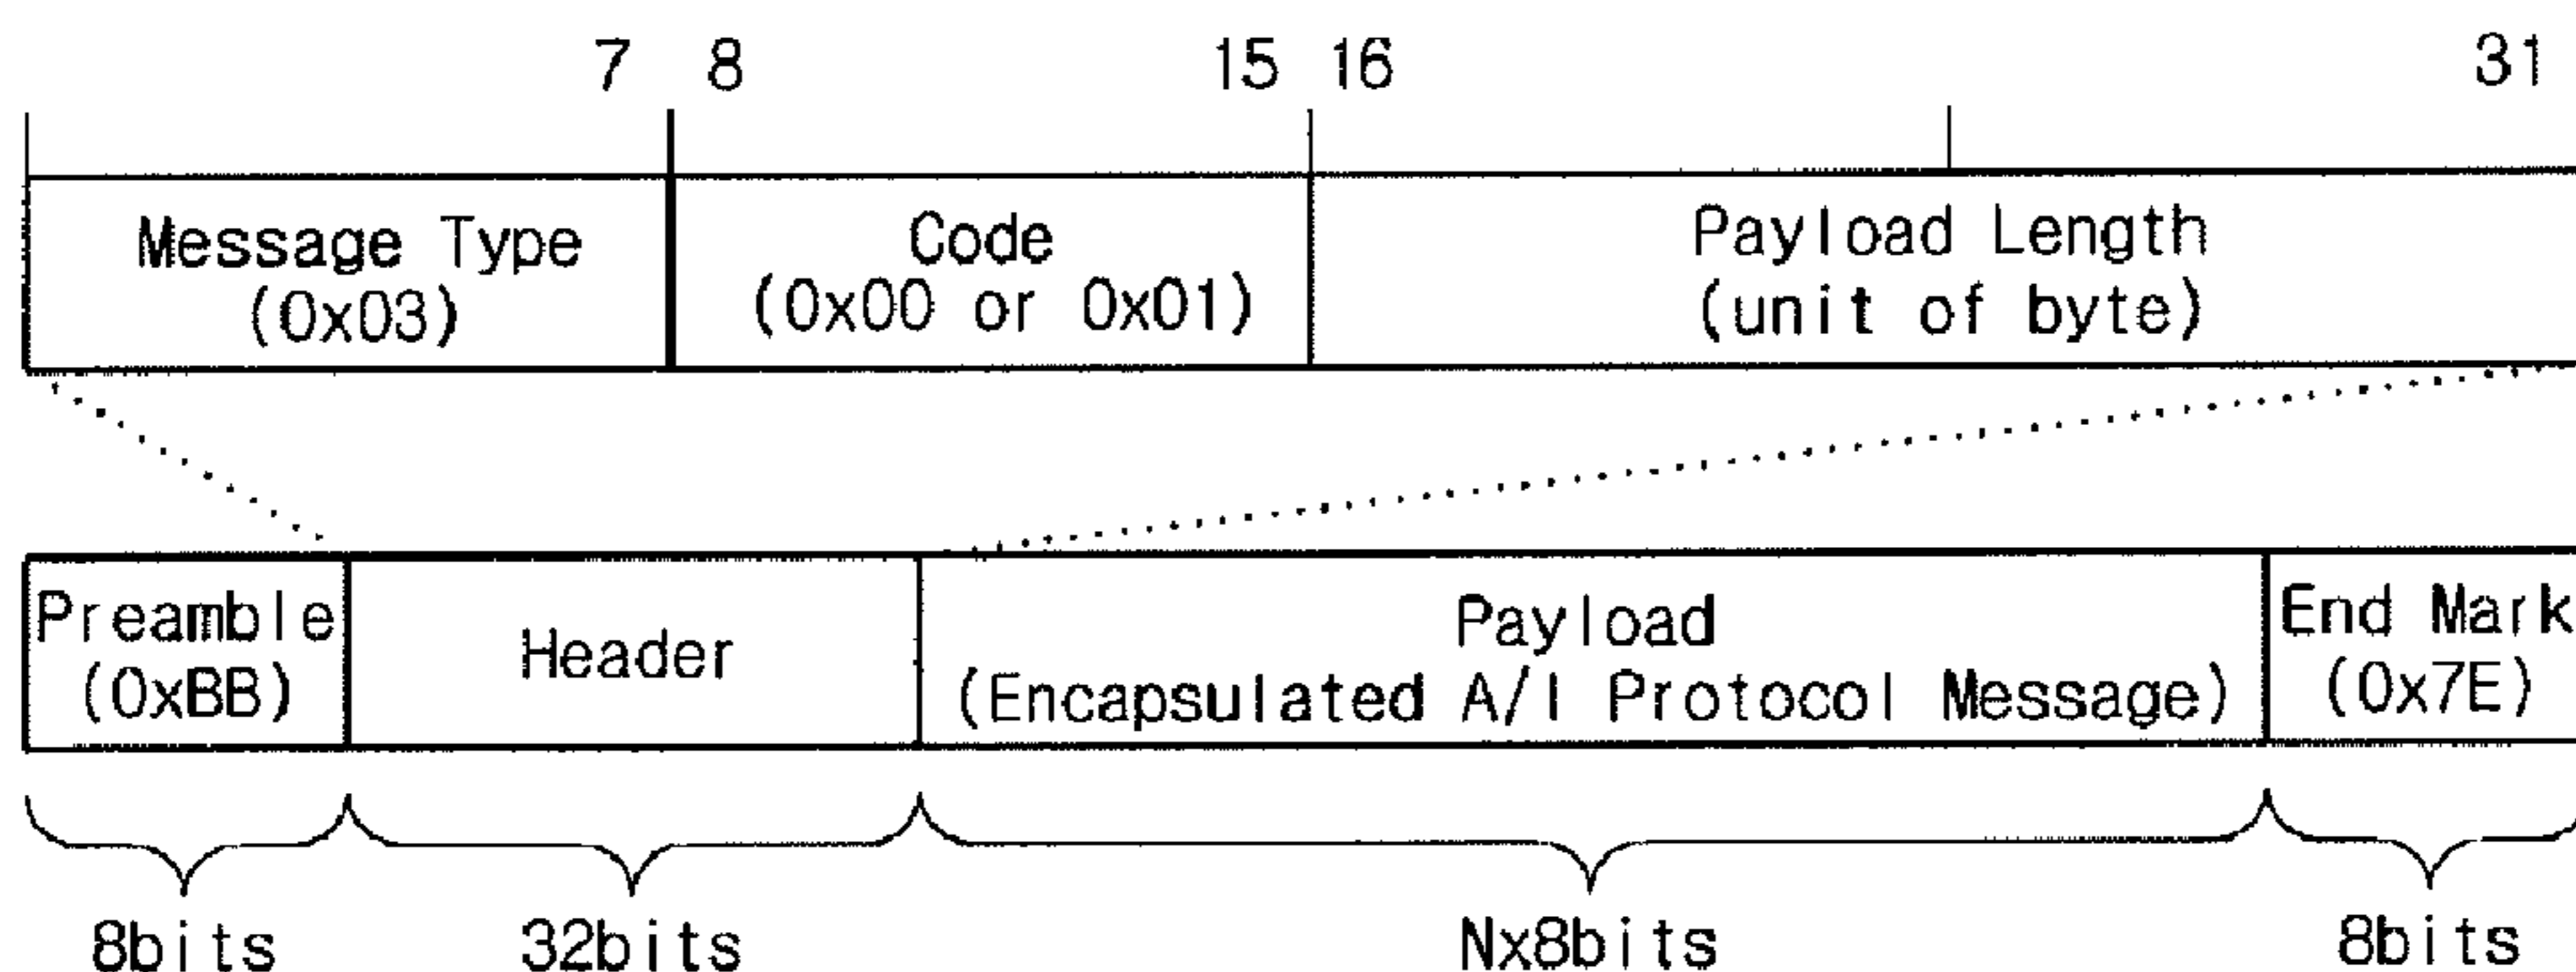 7 8 15 16 31
Message Type Code Payload Length
(0x03) (0x00 or 0x01) (unit of byte)
Preamble Header Payload End Mark
(0xBB) (Encapsulated A/I Protocol Message) (0x7E)
8bits 32bits Nx8bits 8bits